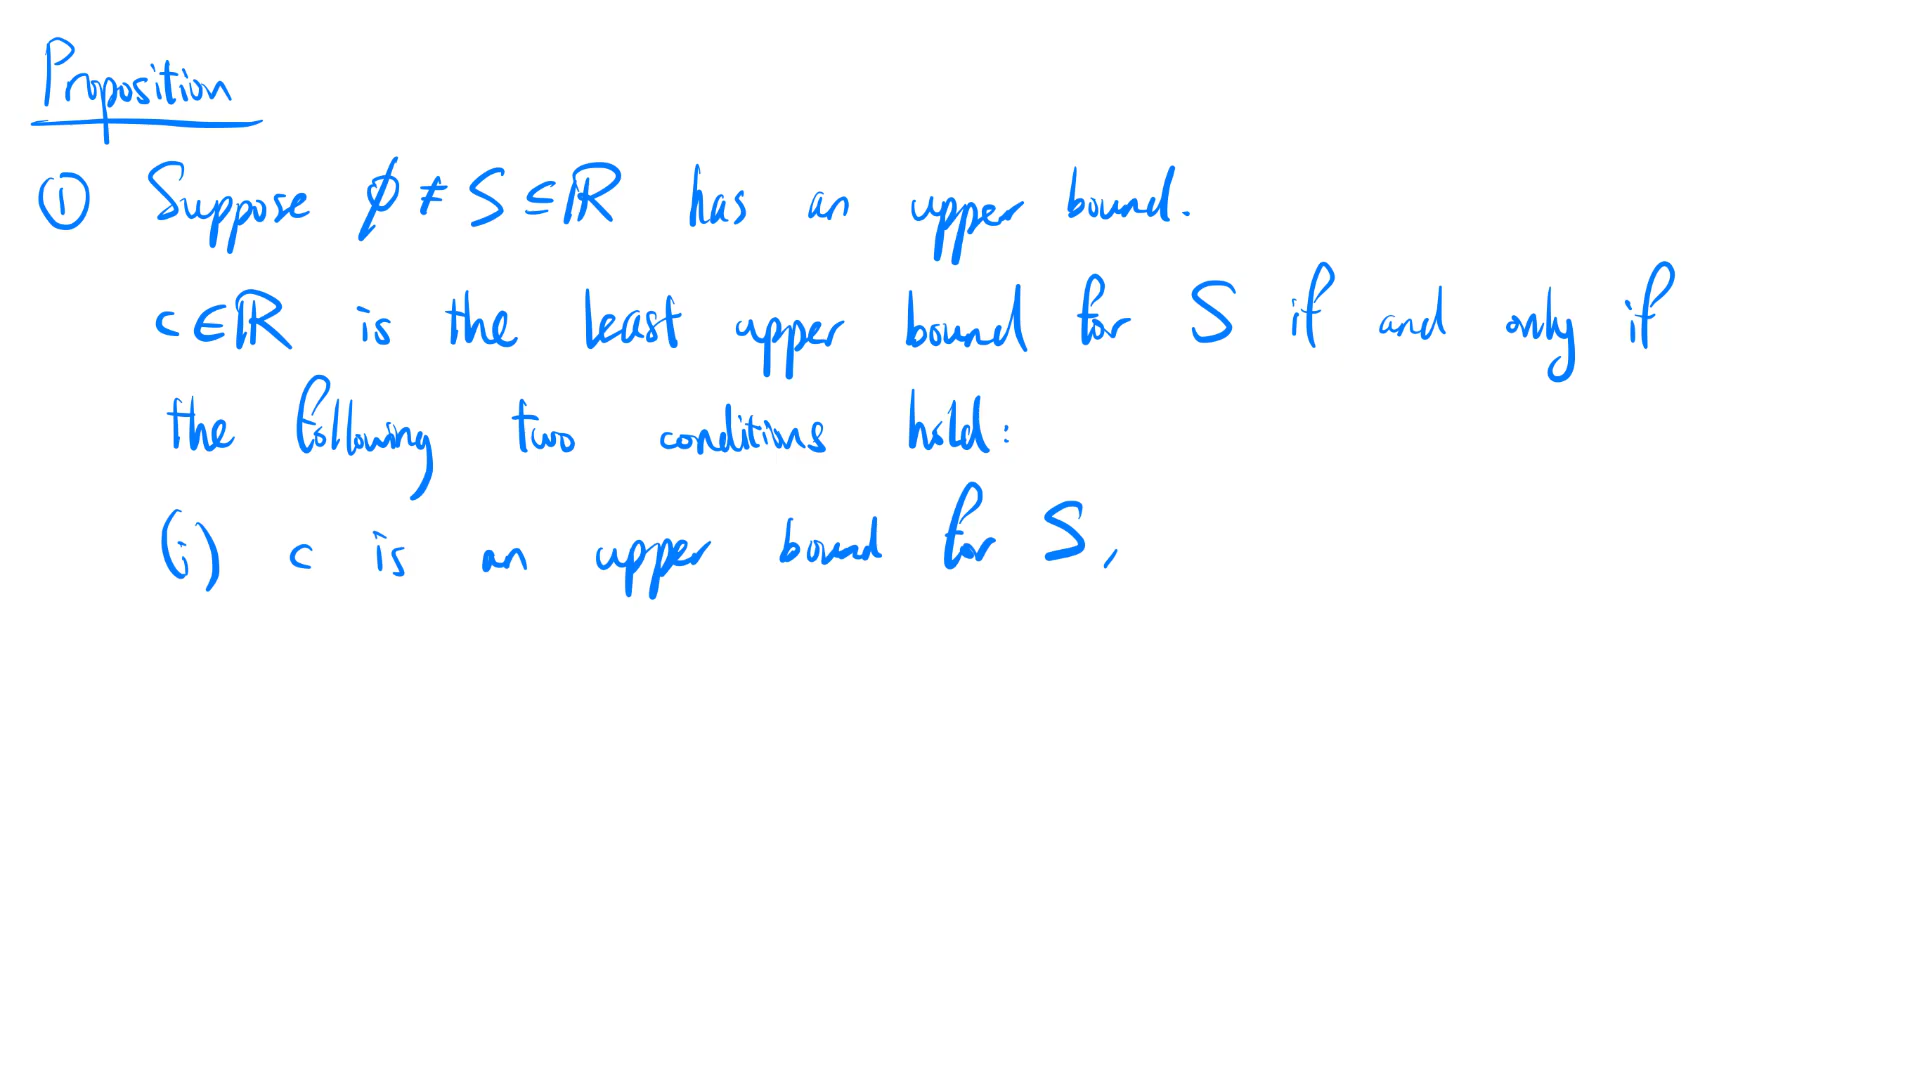 Proposition
① Suppose ∅ ≠ S ⊆ ℝ has an upper bound.
c ∈ ℝ is the least upper bound for S if and only if
the following two conditions hold:
(i) c is an upper bound for S,